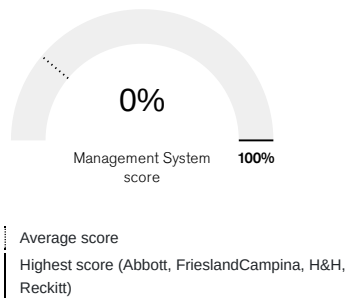 0%
Management System
score
100%
Average score
Highest score (Abbott, FrieslandCampina, H&H,
Reckitt)